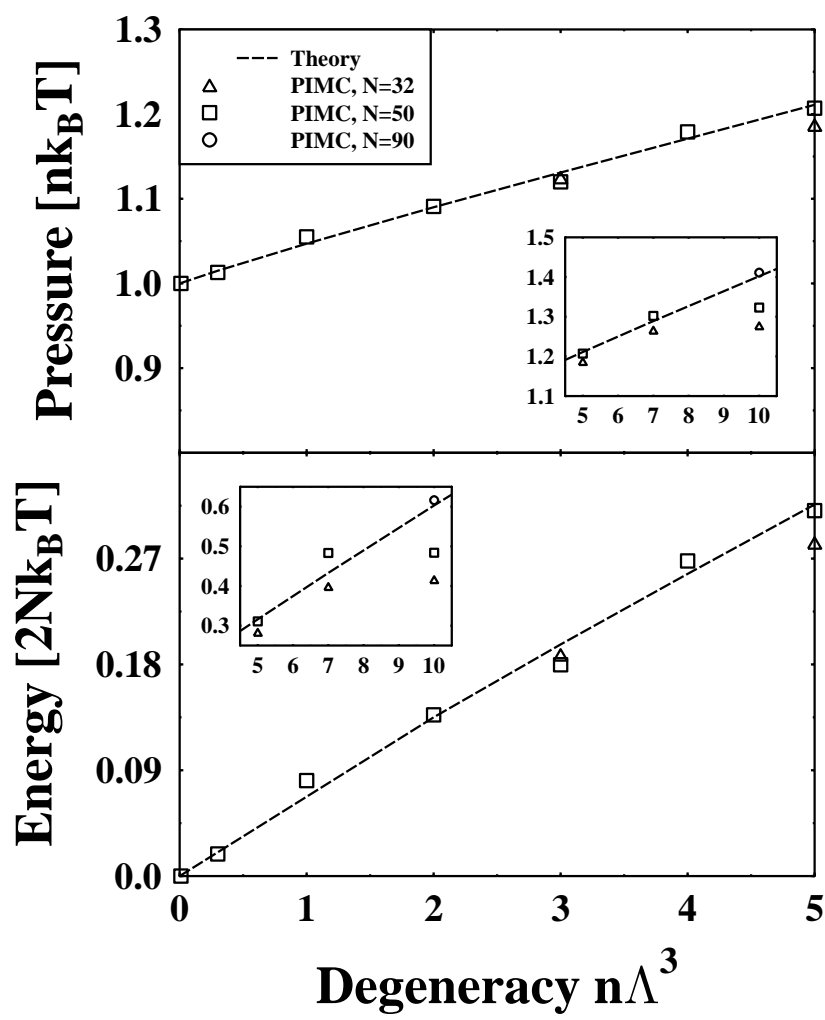 1.3
Theory
PIMC, N=32
PIMC, N=50
PIMC, N=90
1.2
1.1
1.0
0.9
Pressure [nk_BT]
1.5
1.4
1.3
1.2
1.1
5 6 7 8 9 10
0.6
0.5
0.4
0.3
5 6 7 8 9 10
0.27
0.18
0.09
0.0
Energy [2Nk_BT]
0 1 2 3 4 5
Degeneracy nΛ³